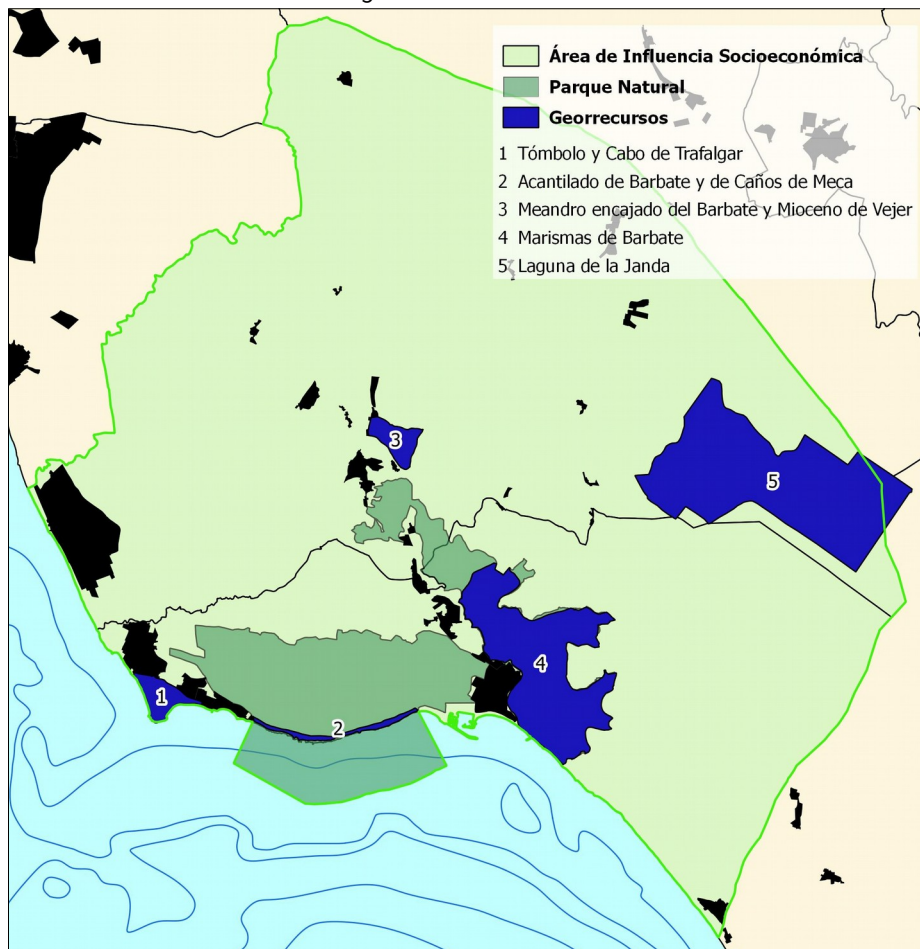 Área de Influencia Socioeconómica
Parque Natural
Georrecursos
1 Tómbolo y Cabo de Trafalgar
2 Acantilado de Barbate y de Caños de Meca
3 Meandro encajado del Barbate y Mioceno de Vejer
4 Marismas de Barbate
5 Laguna de la Janda
3
5
4
1
2